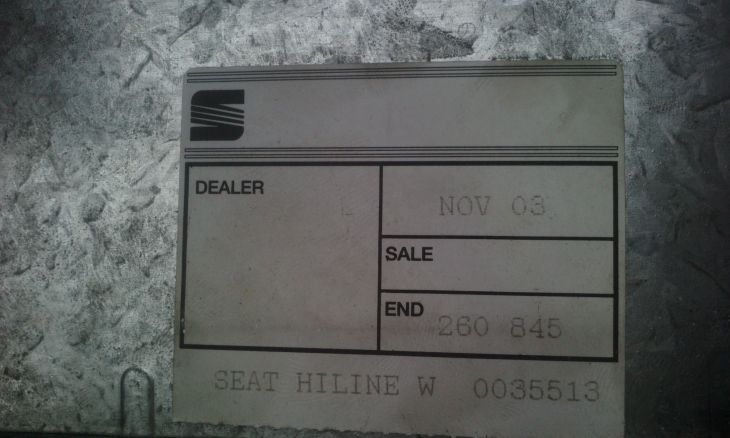 DEALER
NOV 03
SALE
END
260 845
SEAT HILINE W 0035513